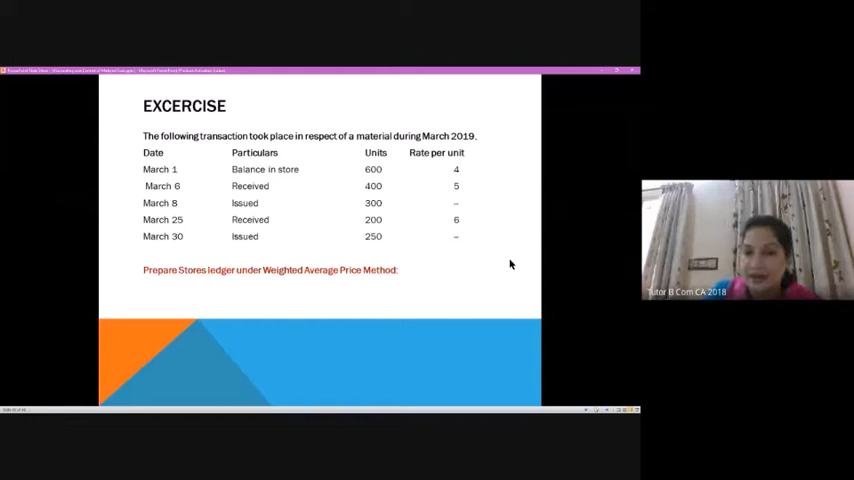 EXCERCISE
The following transaction took place in respect of a material during March 2019.
Date Particulars Units Rate per unit
March 1 Balance in store 600 4
March 6 Received 400 5
March 8 Issued 300 –
March 25 Received 200 6
March 30 Issued 250 –
Prepare Stores ledger under Weighted Average Price Method:
Tutor B Com CA 2018